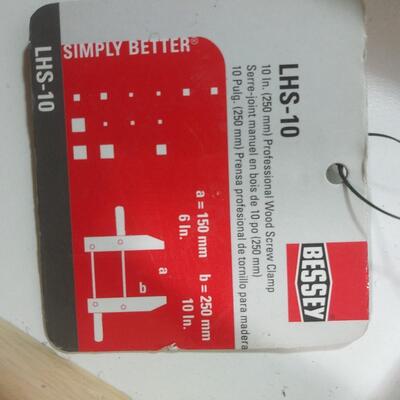 LHS-10
10 In. (250 mm) Professional Wood Screw Clamp
Serre-joint manuel en bois de 10 po (250 mm)
10 Pulg. (250 mm) Prensa profesional de tornillo para madera
BESSEY
a = 150 mm b = 250 mm
6 In. 10 In.
a
b
SIMPLY BETTER®
LHS-10